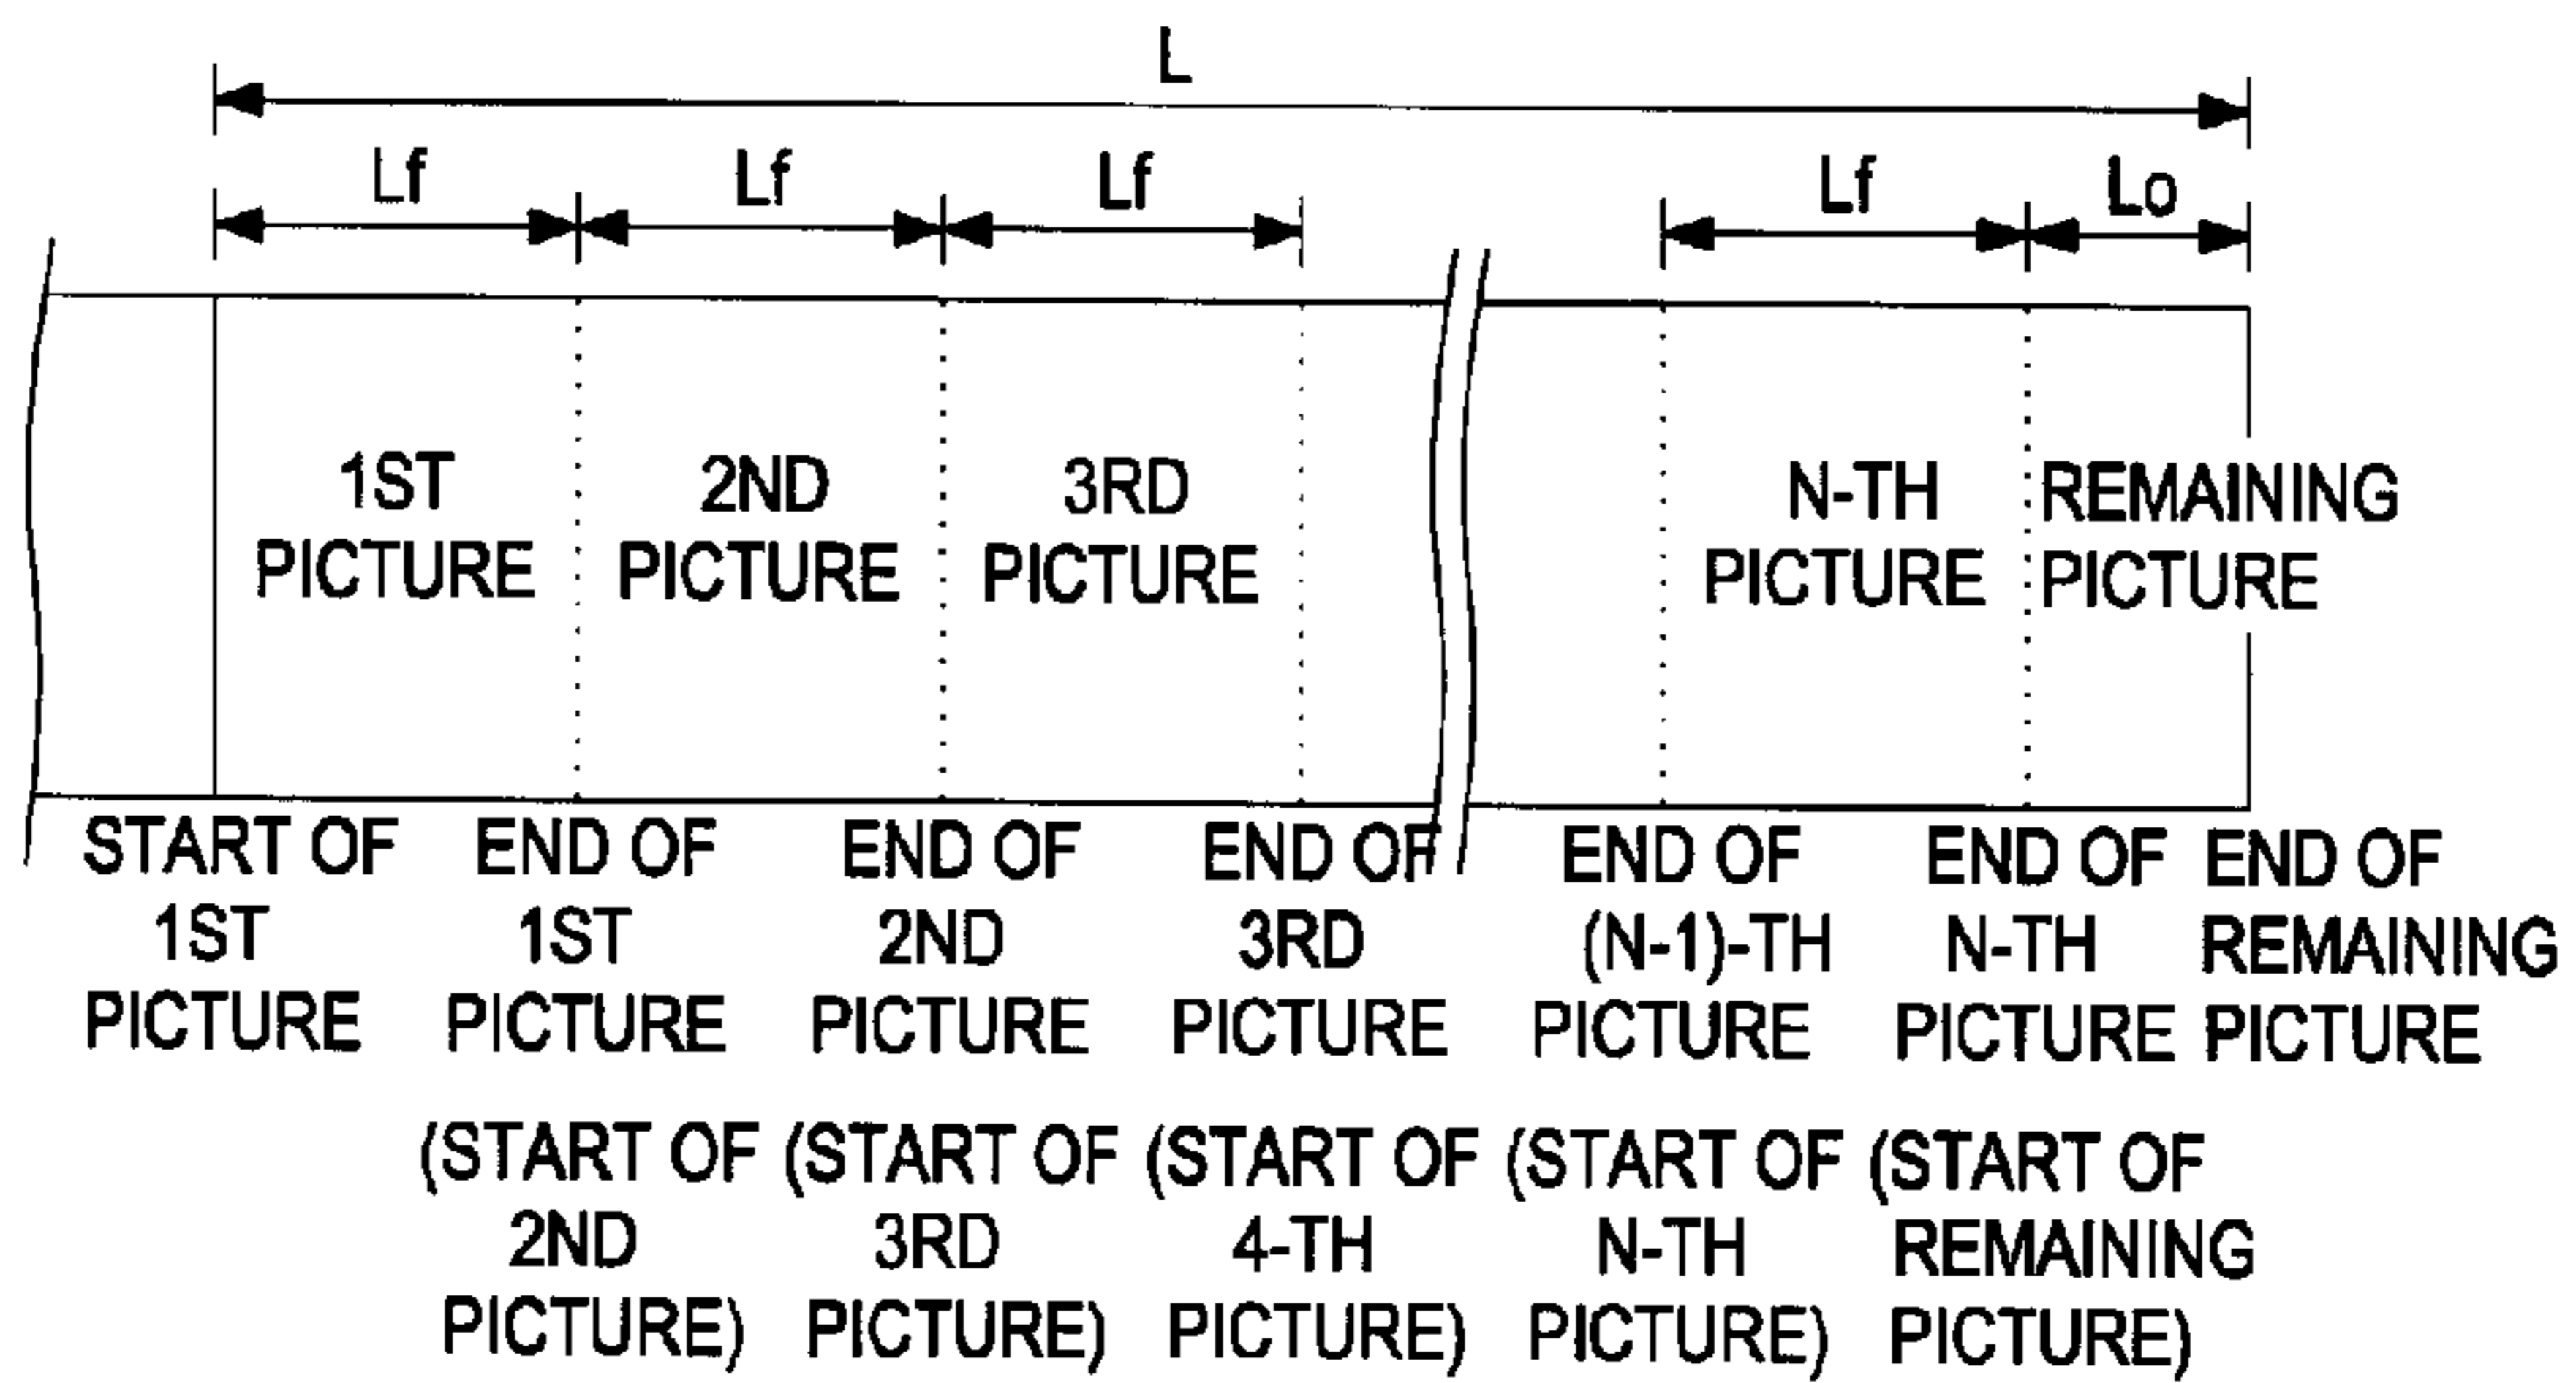 L
Lf Lf Lf Lf Lo
1ST
PICTURE
2ND
PICTURE
3RD
PICTURE
N-TH
PICTURE
REMAINING
PICTURE
START OF
1ST
PICTURE
END OF
1ST
PICTURE
(START OF
2ND
PICTURE)
END OF
2ND
PICTURE
(START OF
3RD
PICTURE)
END OF
3RD
PICTURE
(START OF
4-TH
PICTURE)
END OF
(N-1)-TH
PICTURE
(START OF
N-TH
PICTURE)
END OF
N-TH
PICTURE
(START OF
REMAINING
PICTURE)
END OF
REMAINING
PICTURE